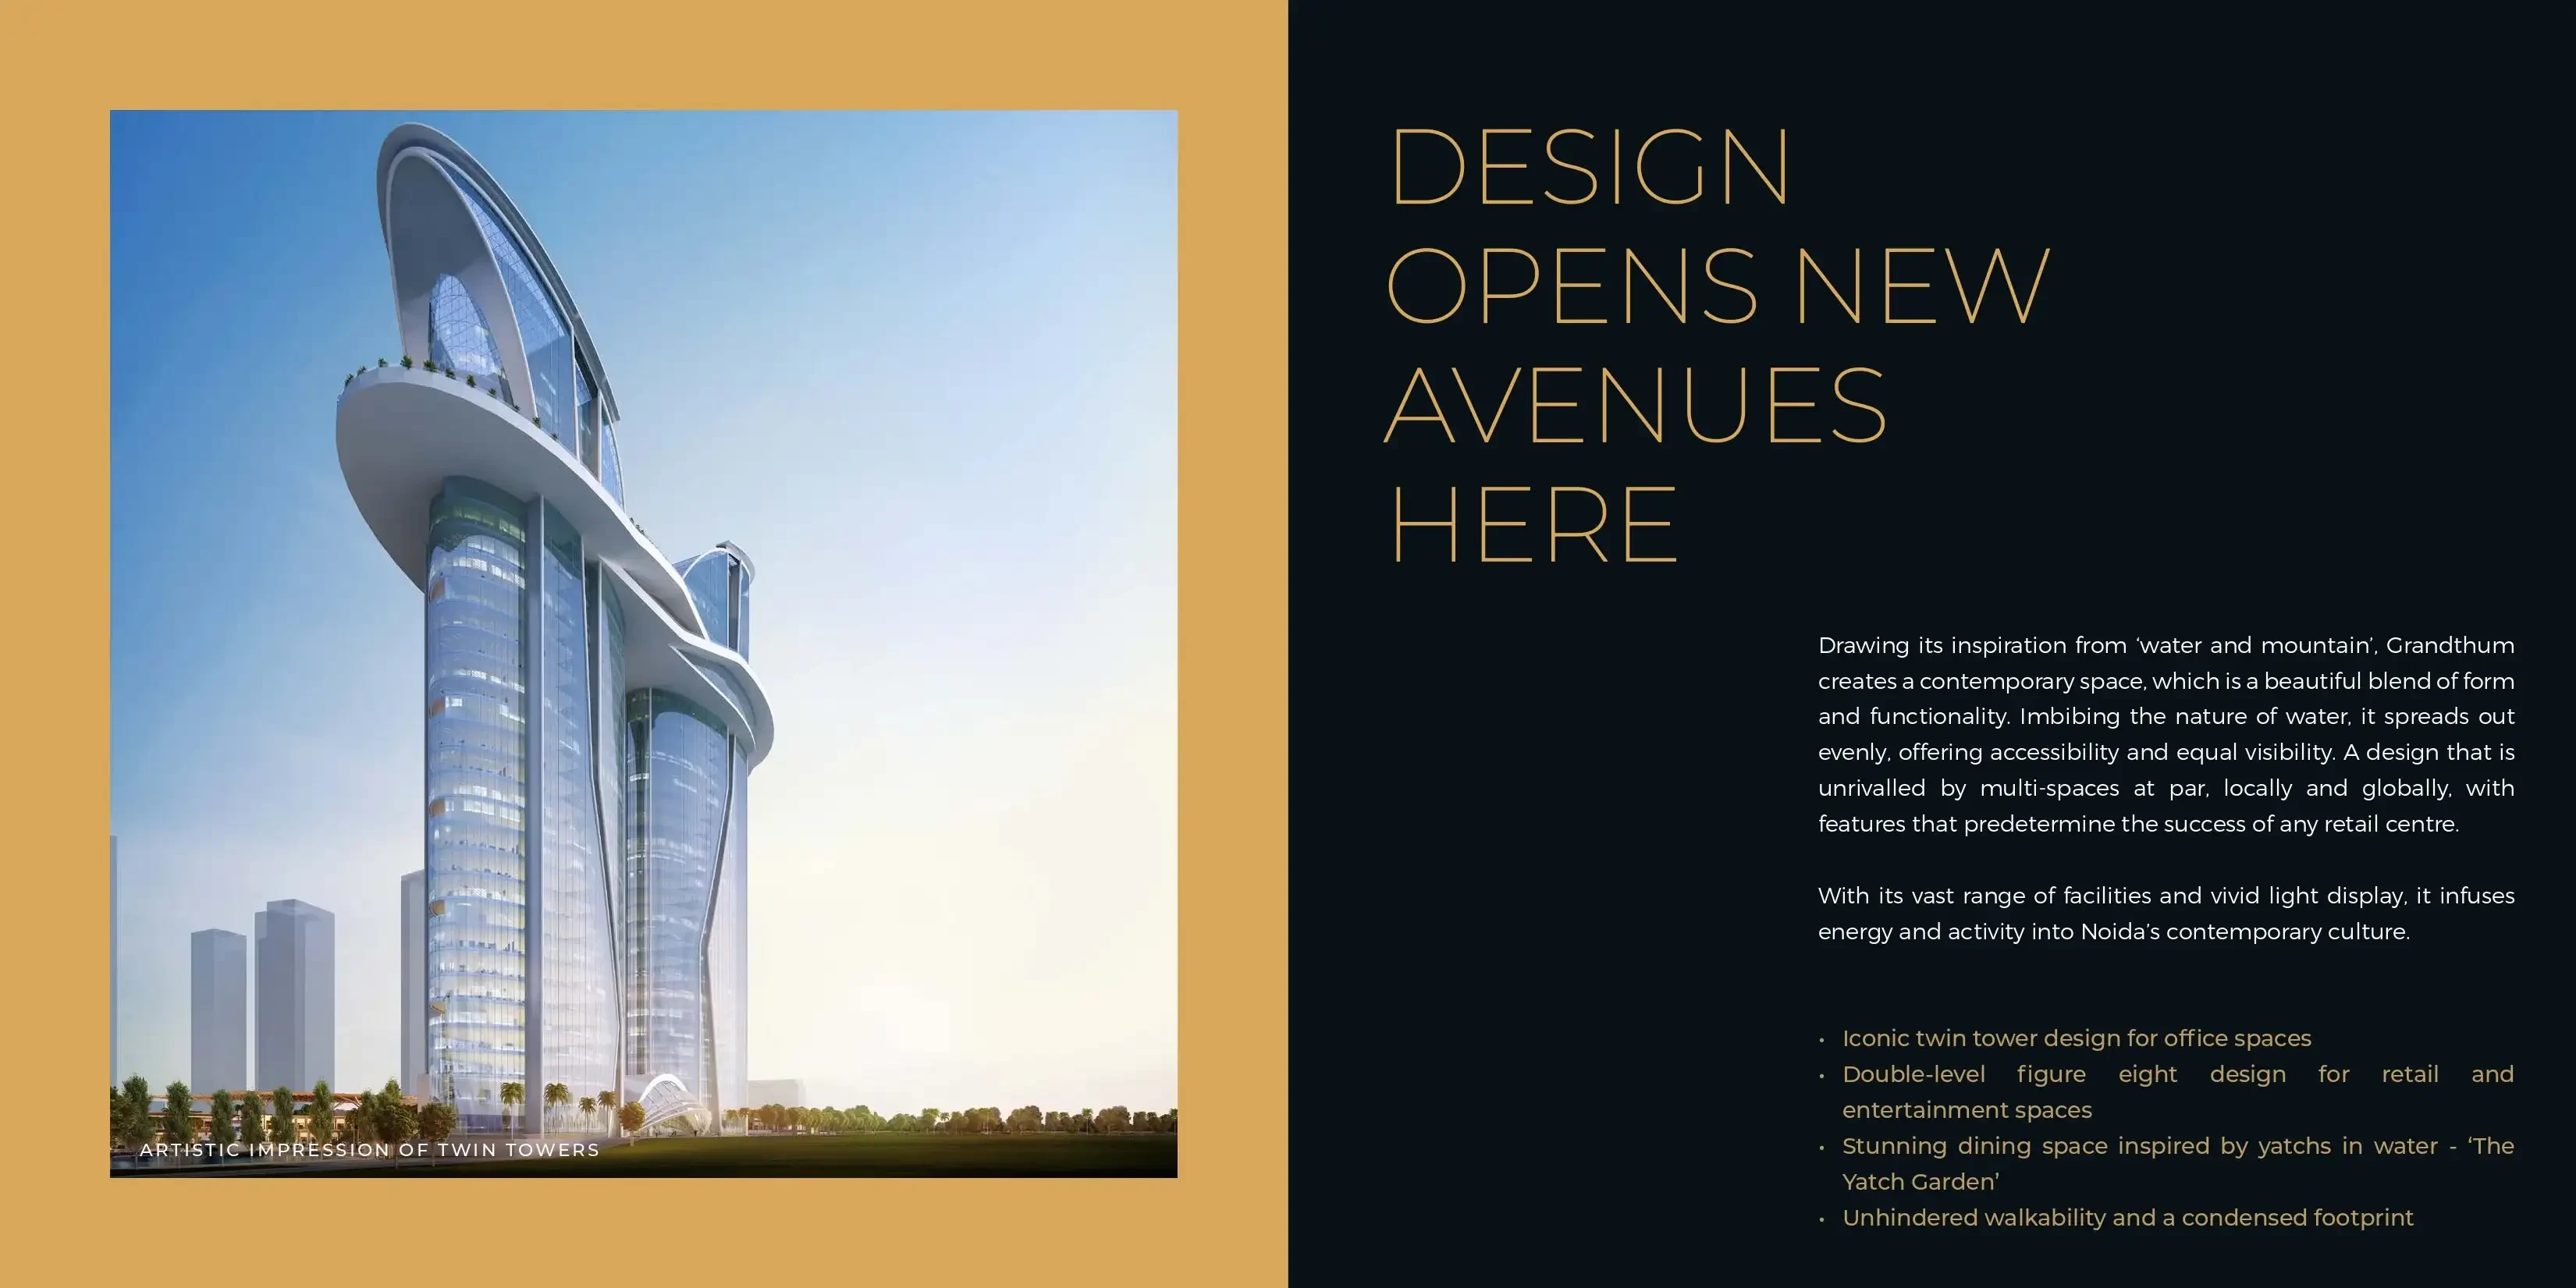 ARTISTIC IMPRESSION OF TWIN TOWERS
DESIGN
OPENS NEW
AVENUES
HERE
Drawing its inspiration from ‘water and mountain’, Grandthum
creates a contemporary space, which is a beautiful blend of form
and functionality. Imbibing the nature of water, it spreads out
evenly, offering accessibility and equal visibility. A design that is
unrivalled by multi-spaces at par, locally and globally, with
features that predetermine the success of any retail centre.
With its vast range of facilities and vivid light display, it infuses
energy and activity into Noida’s contemporary culture.
• Iconic twin tower design for office spaces
• Double-level figure eight design for retail and
entertainment spaces
• Stunning dining space inspired by yatchs in water - ‘The
Yatch Garden’
• Unhindered walkability and a condensed footprint